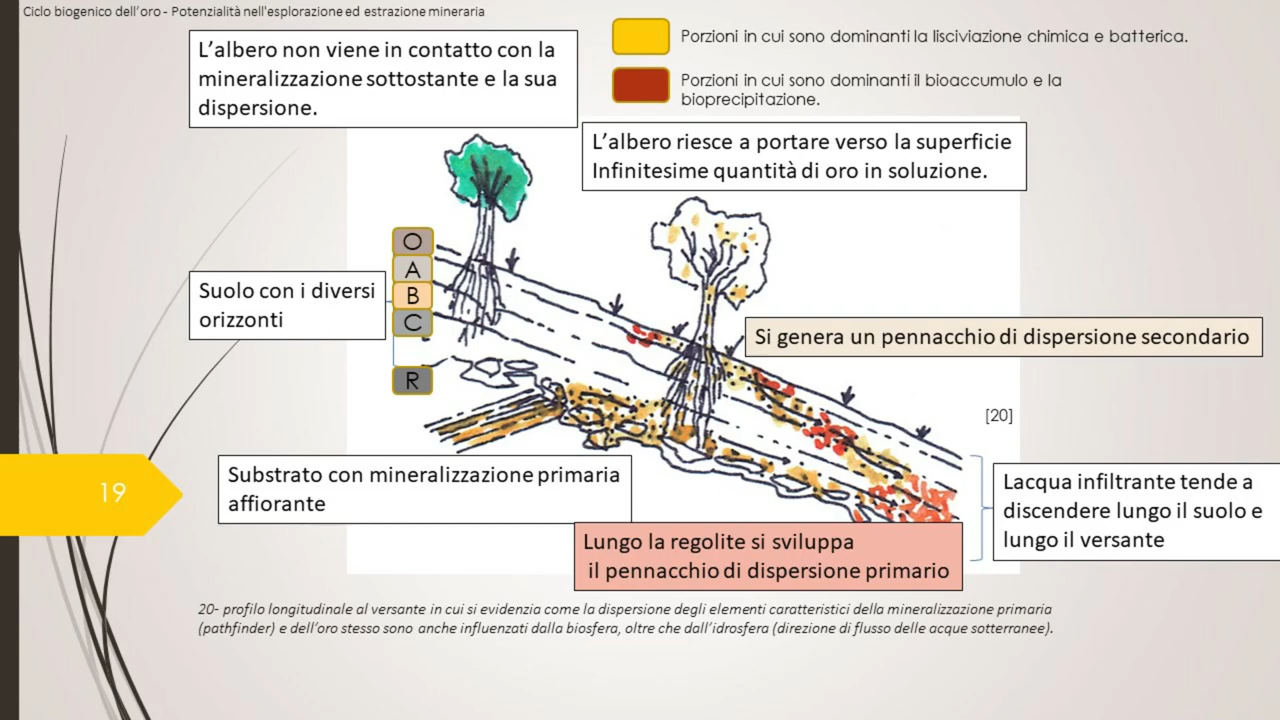 Ciclo biogenico dell'oro - Potenzialità nell'esplorazione ed estrazione mineraria
L'albero non viene in contatto con la
mineralizzazione sottostante e la sua
dispersione.
Porzioni in cui sono dominanti la lisciviazione chimica e batterica.
Porzioni in cui sono dominanti il bioaccumulo e la
bioprecipitazione.
L'albero riesce a portare verso la superficie
Infinitesime quantità di oro in soluzione.
O
A
B
C
R
Suolo con i diversi
orizzonti
Si genera un pennacchio di dispersione secondario
[20]
19
Substrato con mineralizzazione primaria
affiorante
Lacqua infiltrante tende a
discendere lungo il suolo e
lungo il versante
Lungo la regolite si sviluppa
il pennacchio di dispersione primario
20- profilo longitudinale al versante in cui si evidenzia come la dispersione degli elementi caratteristici della mineralizzazione primaria
(pathfinder) e dell'oro stesso sono anche influenzati dalla biosfera, oltre che dall'idrosfera (direzione di flusso delle acque sotterranee).